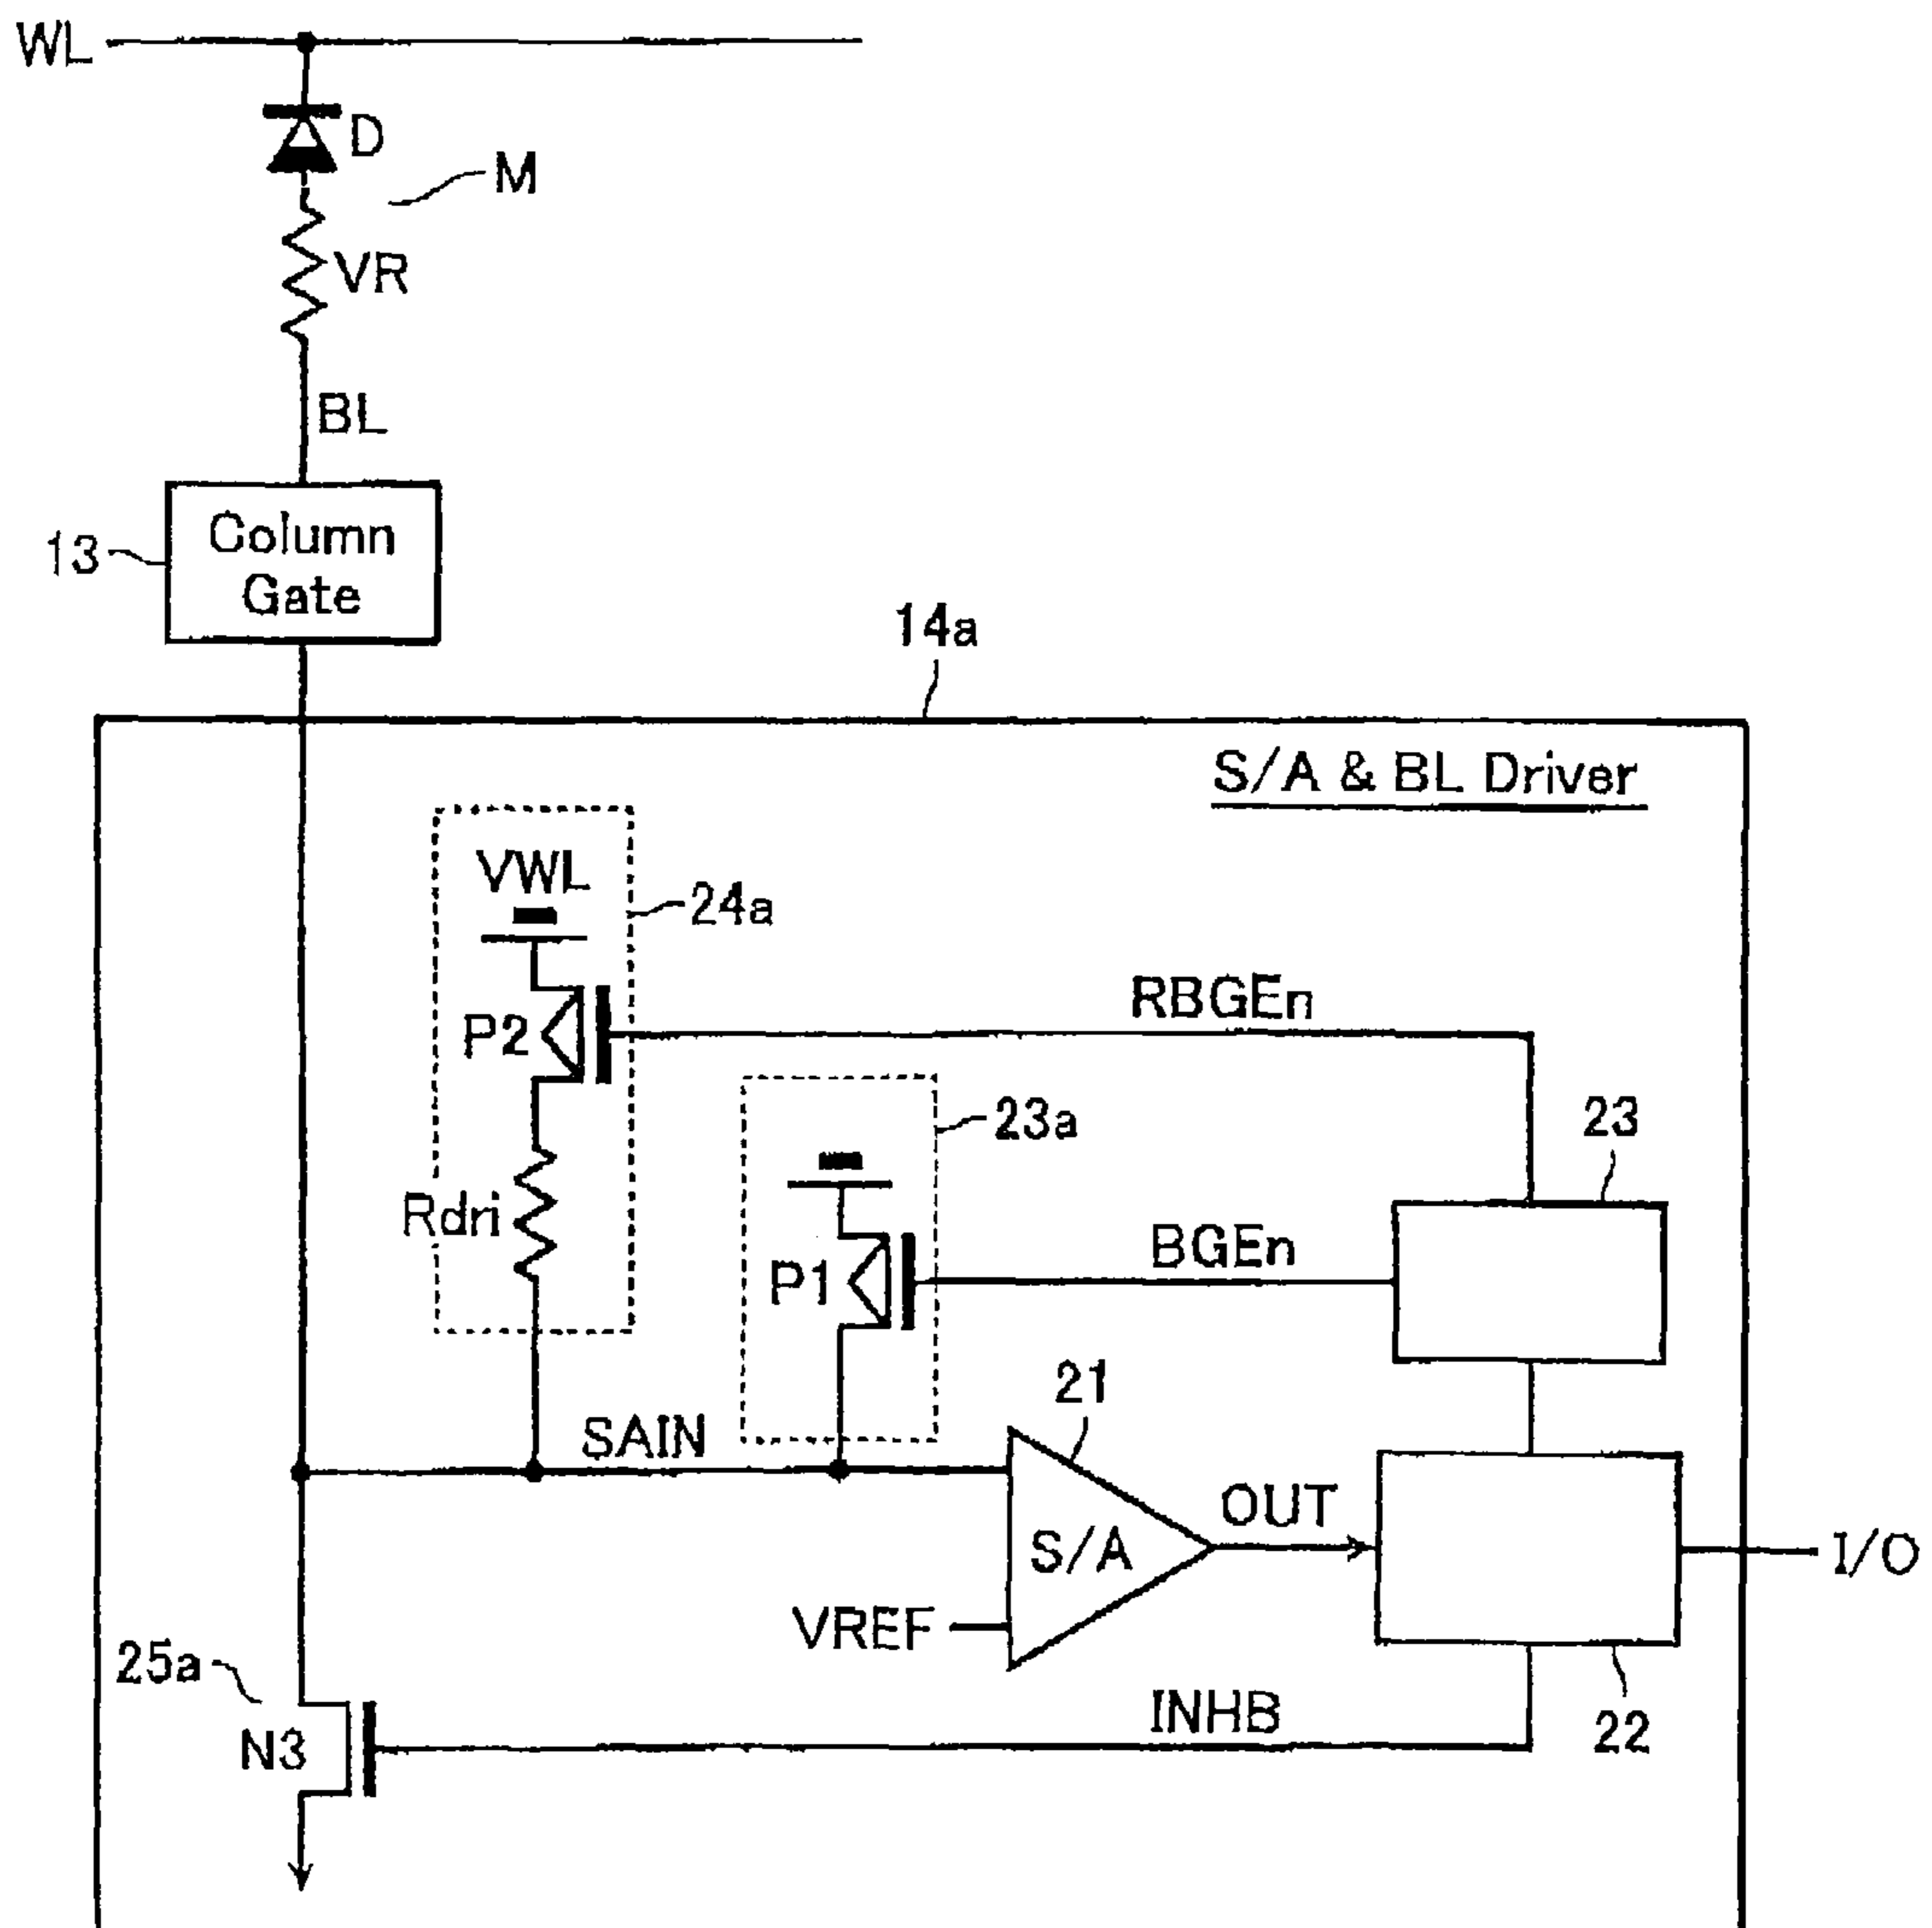 WL
D
M
VR
BL
13
Column
Gate
14a
S/A & BL Driver
VWL
24a
RBGEn
P2
23a
23
Rdri
BGEn
P1
21
SAIN
OUT
S/A
I/O
VREF
25a
INHB
22
N3